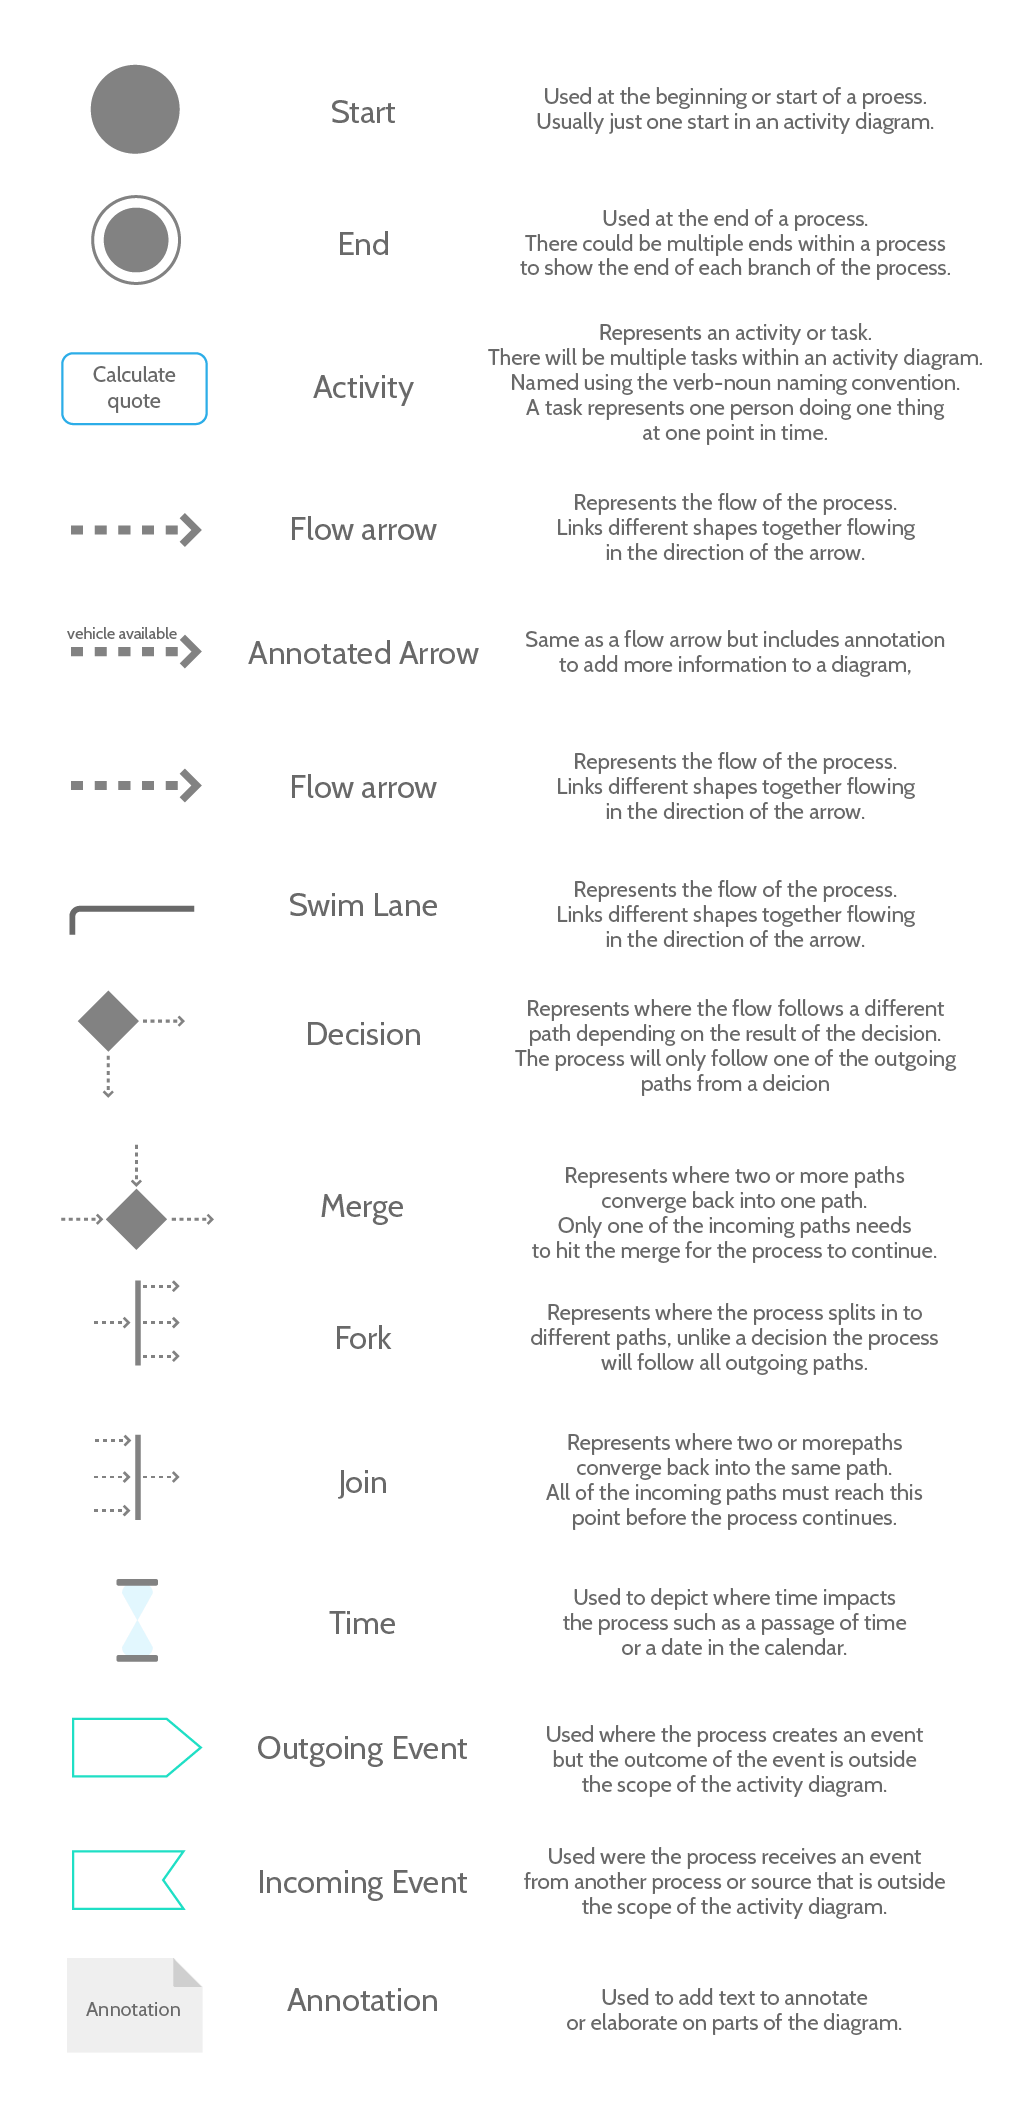 Start
Used at the beginning or start of a proess.
Usually just one start in an activity diagram.
End
Used at the end of a process.
There could be multiple ends within a process
to show the end of each branch of the process.
Calculate
quote
Activity
Represents an activity or task.
There will be multiple tasks within an activity diagram.
Named using the verb-noun naming convention.
A task represents one person doing one thing
at one point in time.
Flow arrow
Represents the flow of the process.
Links different shapes together flowing
in the direction of the arrow.
vehicle available
Annotated Arrow
Same as a flow arrow but includes annotation
to add more information to a diagram,
Flow arrow
Represents the flow of the process.
Links different shapes together flowing
in the direction of the arrow.
Swim Lane
Represents the flow of the process.
Links different shapes together flowing
in the direction of the arrow.
Decision
Represents where the flow follows a different
path depending on the result of the decision.
The process will only follow one of the outgoing
paths from a deicion
Merge
Represents where two or more paths
converge back into one path.
Only one of the incoming paths needs
to hit the merge for the process to continue.
Fork
Represents where the process splits in to
different paths, unlike a decision the process
will follow all outgoing paths.
Join
Represents where two or morepaths
converge back into the same path.
All of the incoming paths must reach this
point before the process continues.
Time
Used to depict where time impacts
the process such as a passage of time
or a date in the calendar.
Outgoing Event
Used where the process creates an event
but the outcome of the event is outside
the scope of the activity diagram.
Incoming Event
Used were the process receives an event
from another process or source that is outside
the scope of the activity diagram.
Annotation
Annotation
Used to add text to annotate
or elaborate on parts of the diagram.